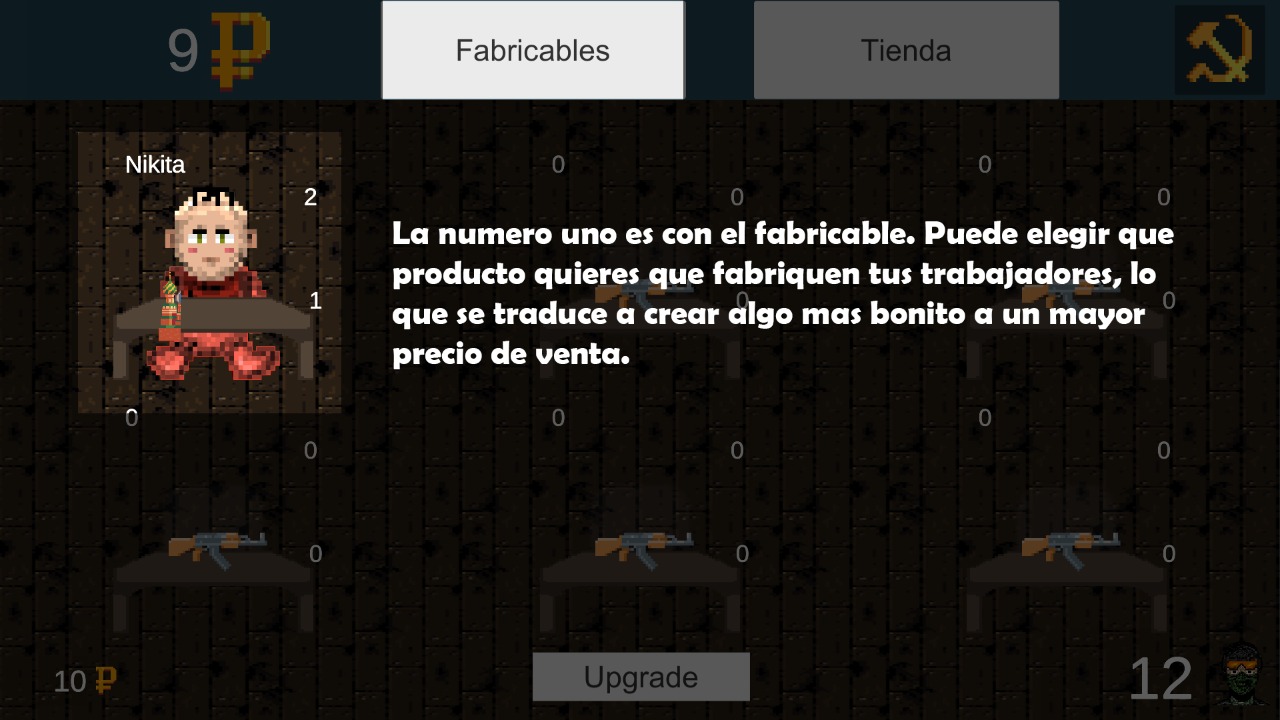 9
Fabricables
Tienda
Nikita
2
1
0
0
0
0
0
0
La numero uno es con el fabricable. Puede elegir que
producto quieres que fabriquen tus trabajadores, lo
que se traduce a crear algo mas bonito a un mayor
precio de venta.
0
0
0
0
0
0
0
0
0
10
Upgrade
12